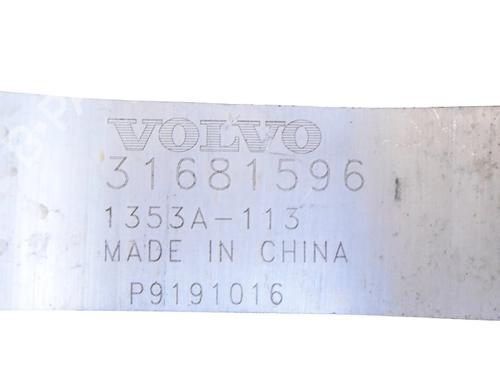 VOLVO
31681596
1353A-113
MADE IN CHINA
P9191016